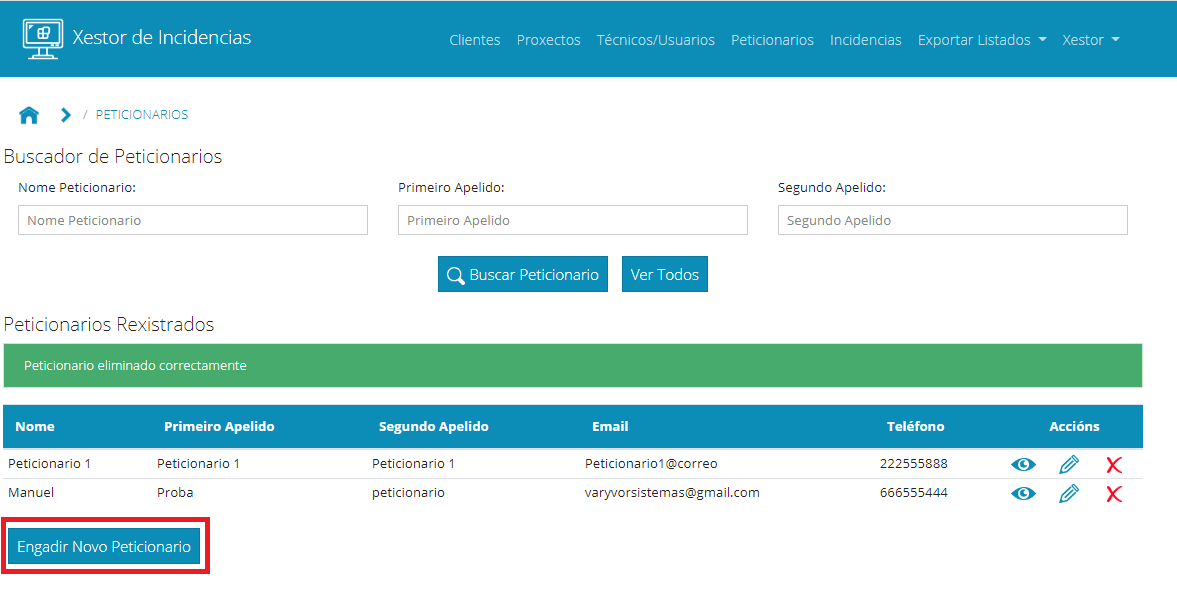 Xestor de Incidencias
Clientes Proxectos Técnicos/Usuarios Peticionarios Incidencias Exportar Listados Xestor
/ PETICIONARIOS
Buscador de Peticionarios
Nome Peticionario: Primeiro Apelido: Segundo Apelido:
Nome Peticionario Primeiro Apelido Segundo Apelido
Buscar Peticionario Ver Todos
Peticionarios Rexistrados
Peticionario eliminado correctamente
Nome Primeiro Apelido Segundo Apelido Email Teléfono Accións
Peticionario 1 Peticionario 1 Peticionario 1 Peticionario1@correo 222555888
Manuel Proba peticionario varyvorsistemas@gmail.com 666555444
Engadir Novo Peticionario